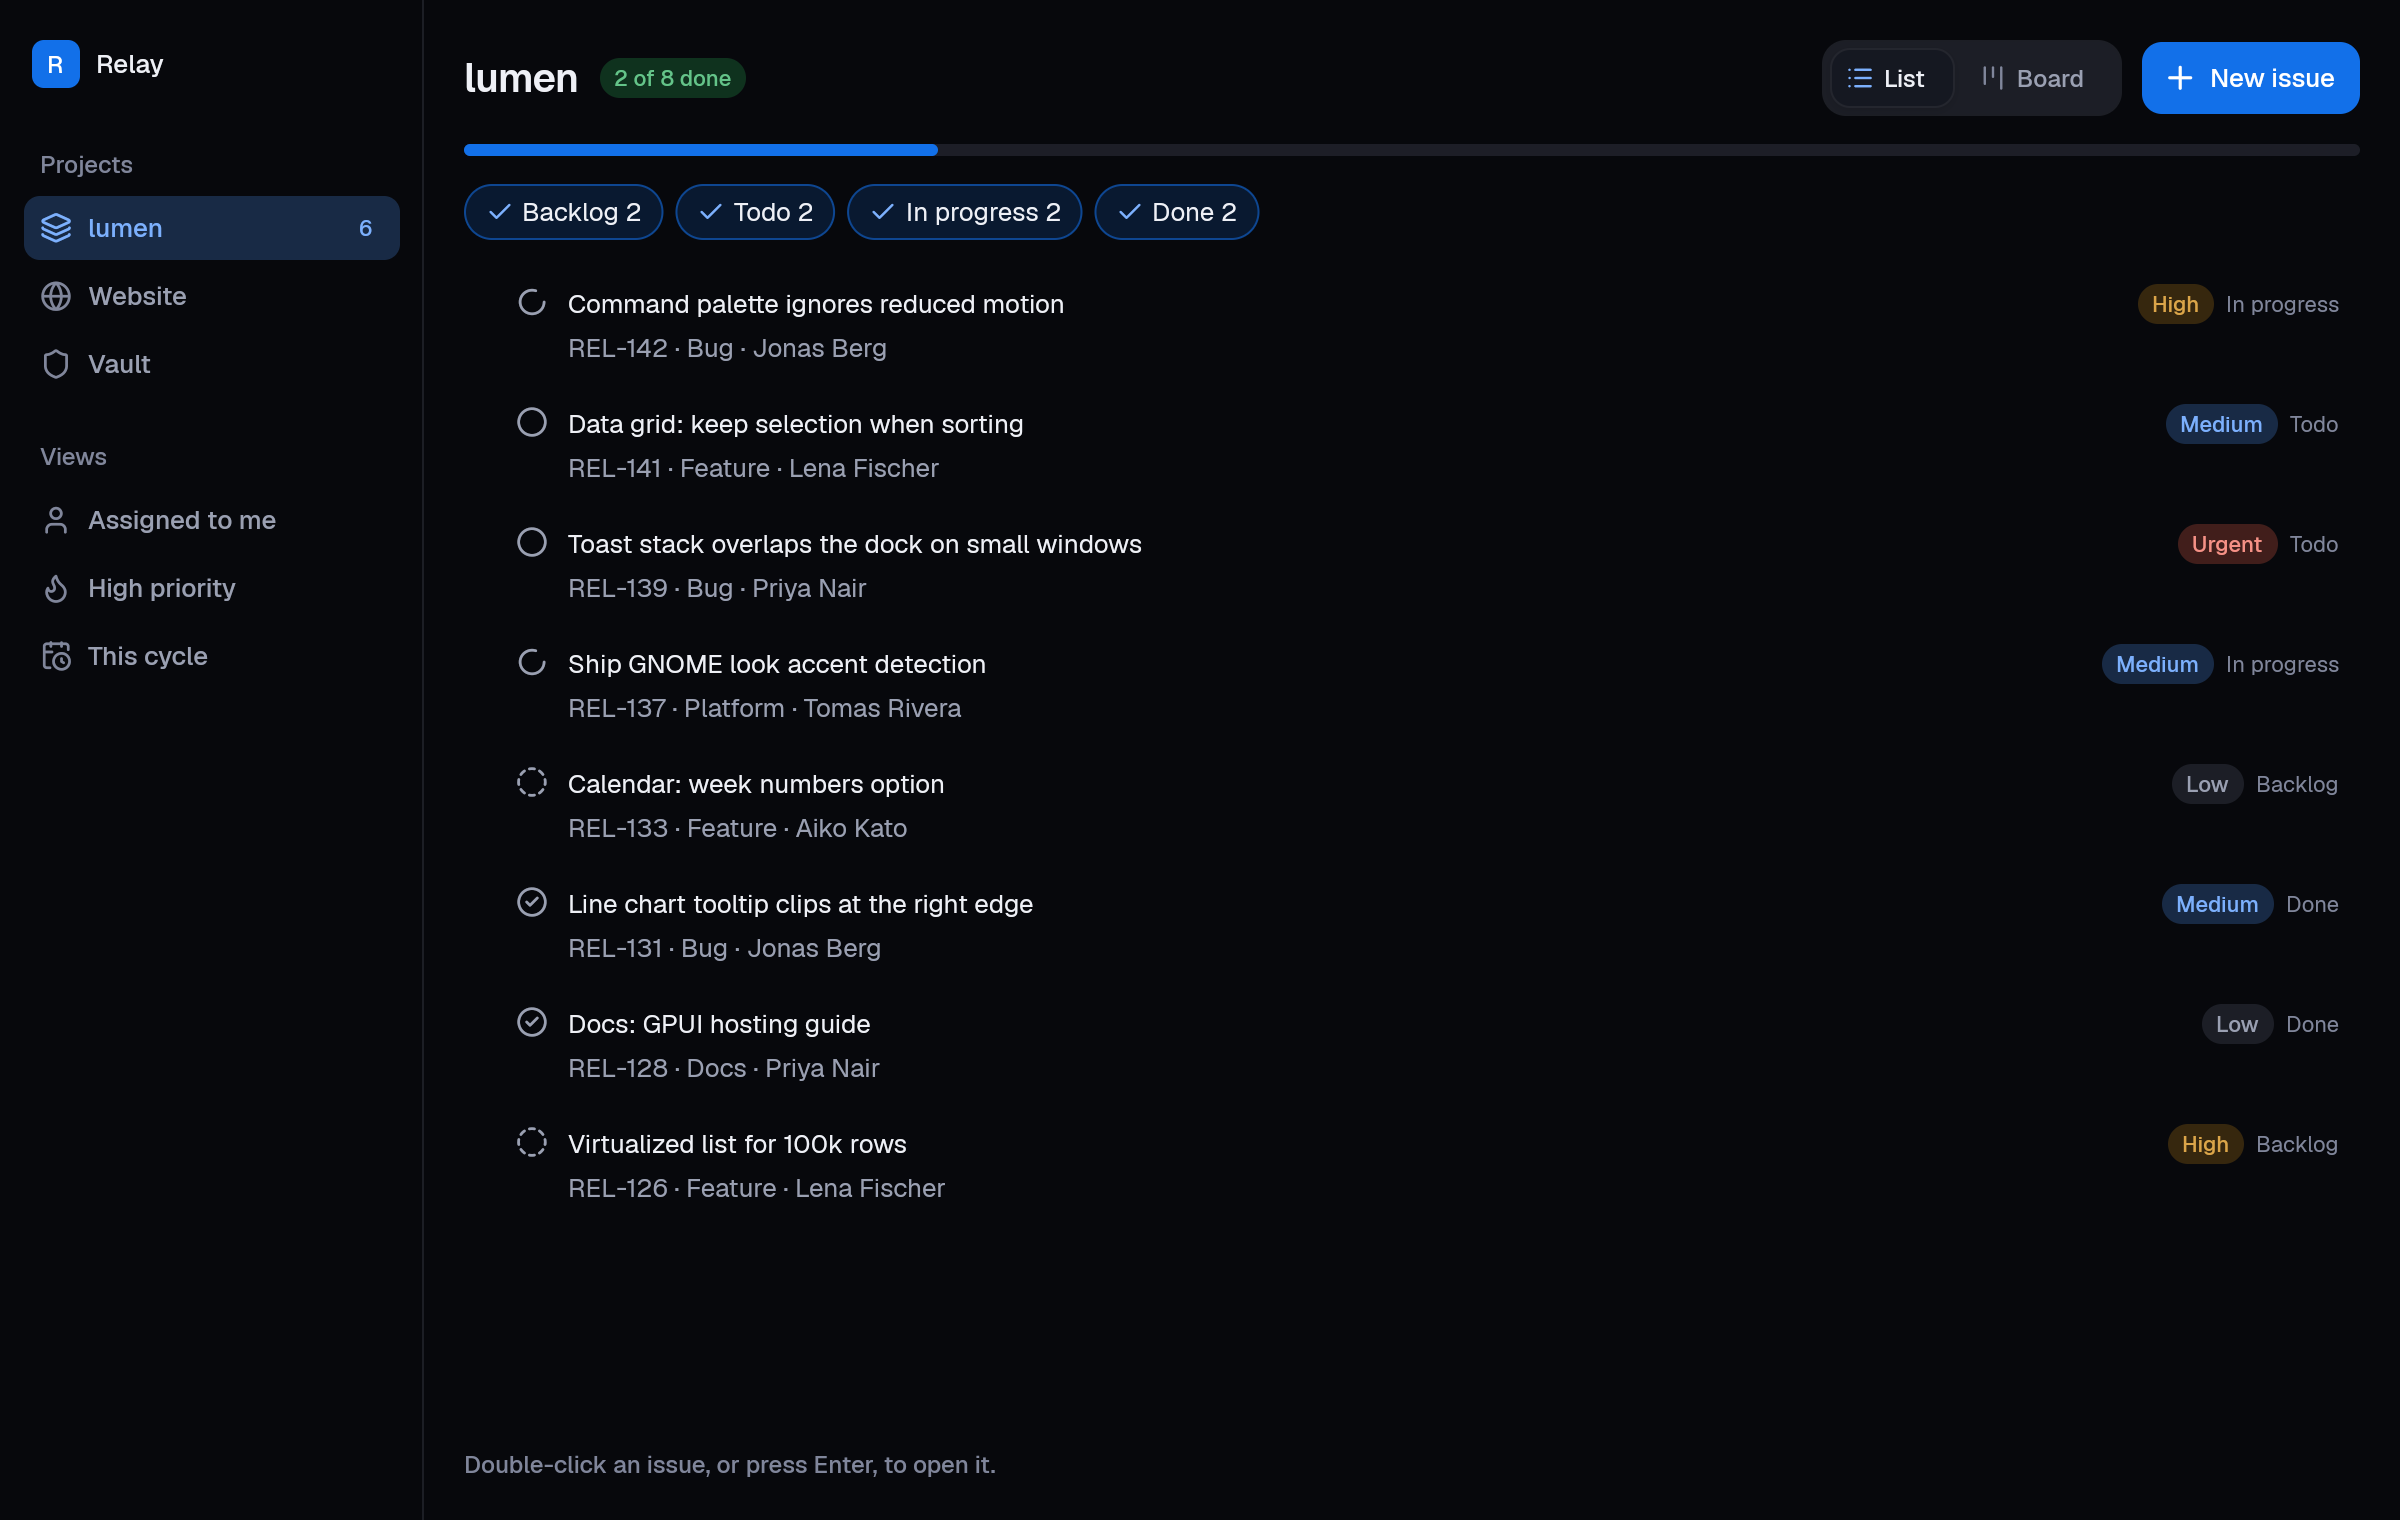 R Relay
Projects
lumen 6
Website
Vault
Views
Assigned to me
High priority
This cycle
lumen 2 of 8 done
List Board New issue
Backlog 2 Todo 2 In progress 2 Done 2
Command palette ignores reduced motion High In progress
REL-142 · Bug · Jonas Berg
Data grid: keep selection when sorting Medium Todo
REL-141 · Feature · Lena Fischer
Toast stack overlaps the dock on small windows Urgent Todo
REL-139 · Bug · Priya Nair
Ship GNOME look accent detection Medium In progress
REL-137 · Platform · Tomas Rivera
Calendar: week numbers option Low Backlog
REL-133 · Feature · Aiko Kato
Line chart tooltip clips at the right edge Medium Done
REL-131 · Bug · Jonas Berg
Docs: GPUI hosting guide Low Done
REL-128 · Docs · Priya Nair
Virtualized list for 100k rows High Backlog
REL-126 · Feature · Lena Fischer
Double-click an issue, or press Enter, to open it.